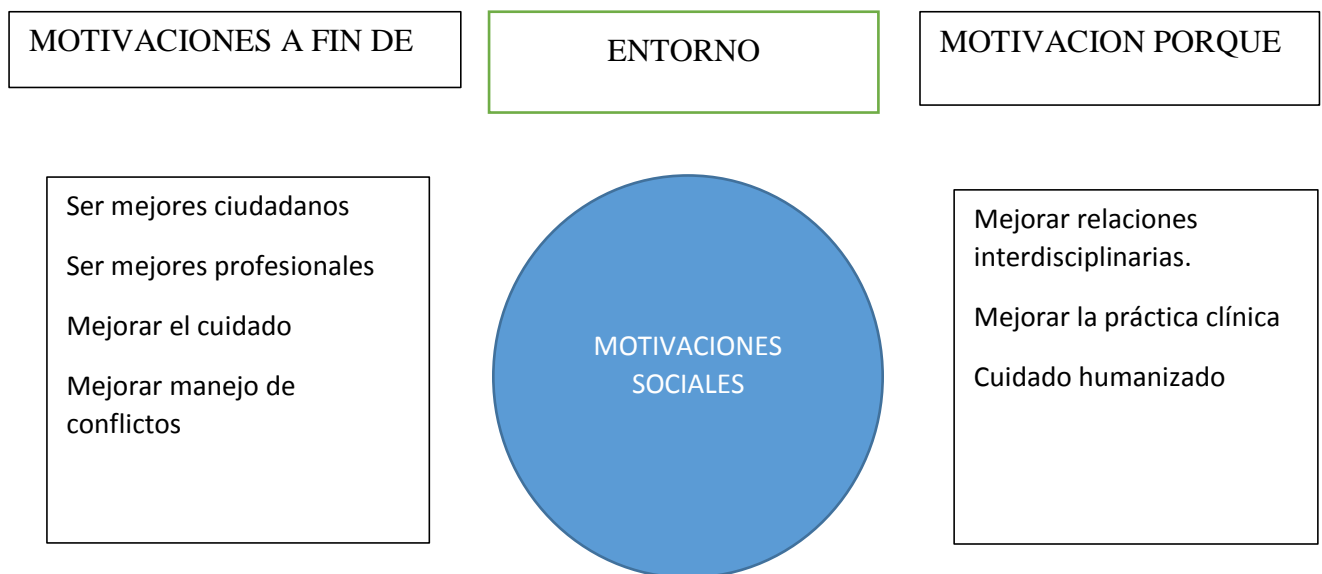 MOTIVACIONES A FIN DE
ENTORNO
MOTIVACION PORQUE
Ser mejores ciudadanos
Ser mejores profesionales
Mejorar el cuidado
Mejorar manejo de
conflictos
MOTIVACIONES
SOCIALES
Mejorar relaciones
interdisciplinarias.
Mejorar la práctica clínica
Cuidado humanizado